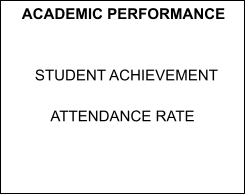 ACADEMIC PERFORMANCE
STUDENT ACHIEVEMENT
ATTENDANCE RATE